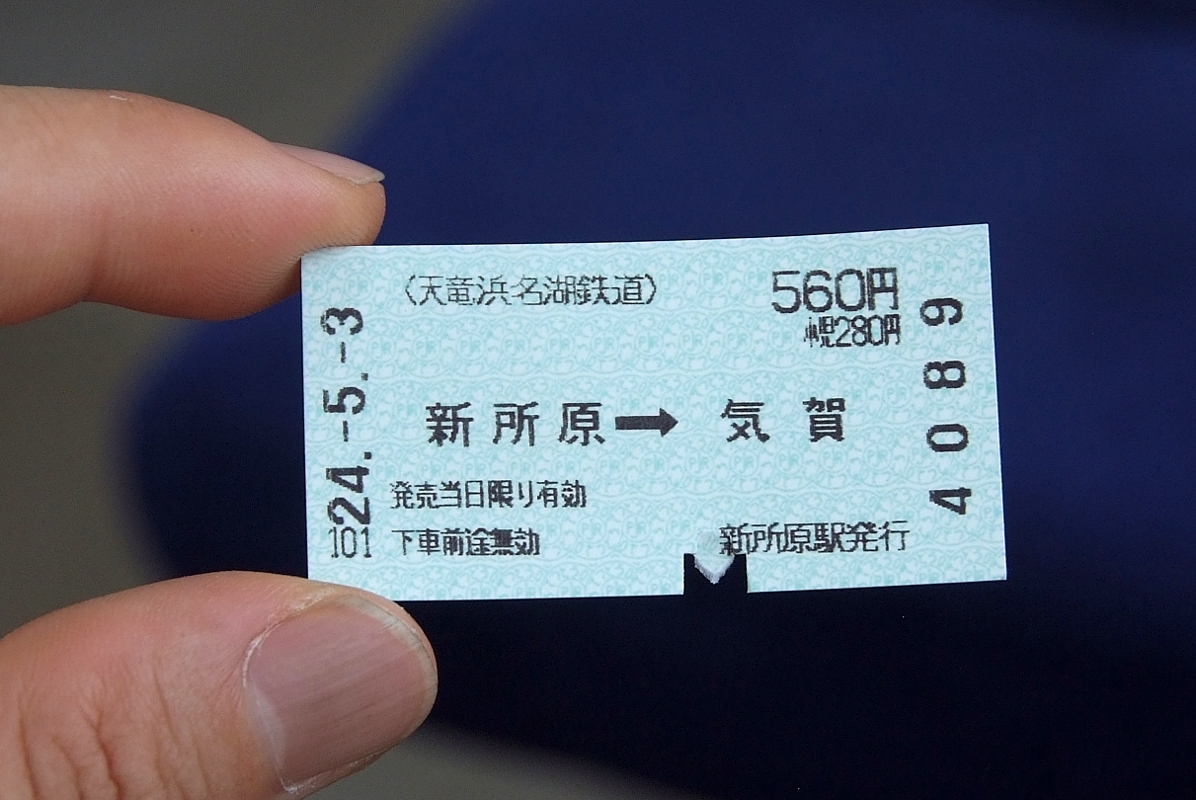 (天竜浜名湖鉄道)
560円
小児280円
新所原➡気賀
発売当日限り有効
下車前途無効
新所原駅発行
24.-5.-3
101
4089